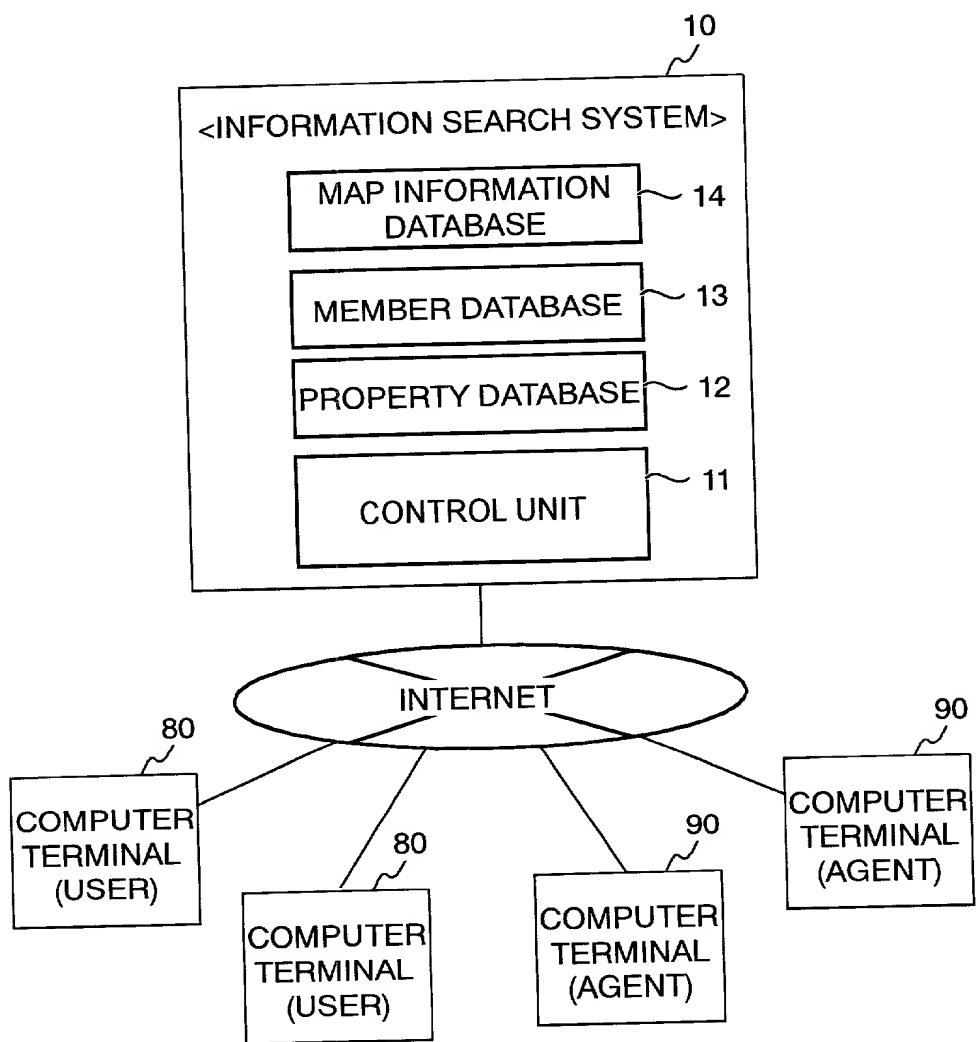 10
<INFORMATION SEARCH SYSTEM>
MAP INFORMATION
DATABASE
14
MEMBER DATABASE
13
PROPERTY DATABASE
12
CONTROL UNIT
11
INTERNET
80
COMPUTER
TERMINAL
(USER)
80
COMPUTER
TERMINAL
(USER)
90
COMPUTER
TERMINAL
(AGENT)
90
COMPUTER
TERMINAL
(AGENT)